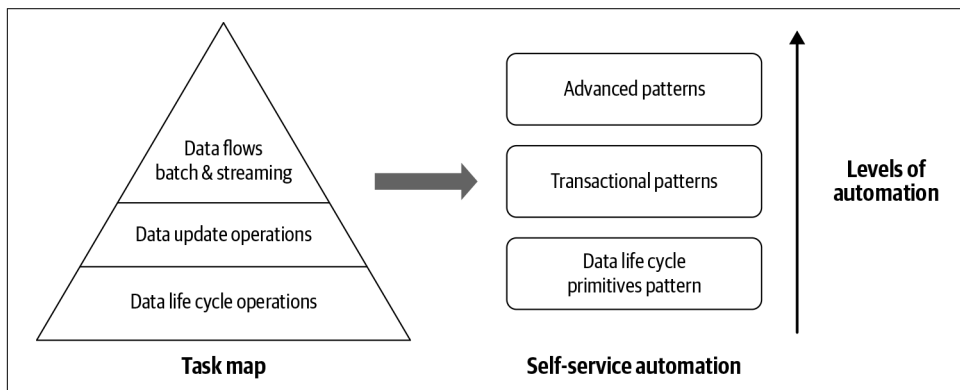 Data flows
batch & streaming
Data update operations
Data life cycle operations
Task map
Advanced patterns
Transactional patterns
Data life cycle
primitives pattern
Self-service automation
Levels of
automation